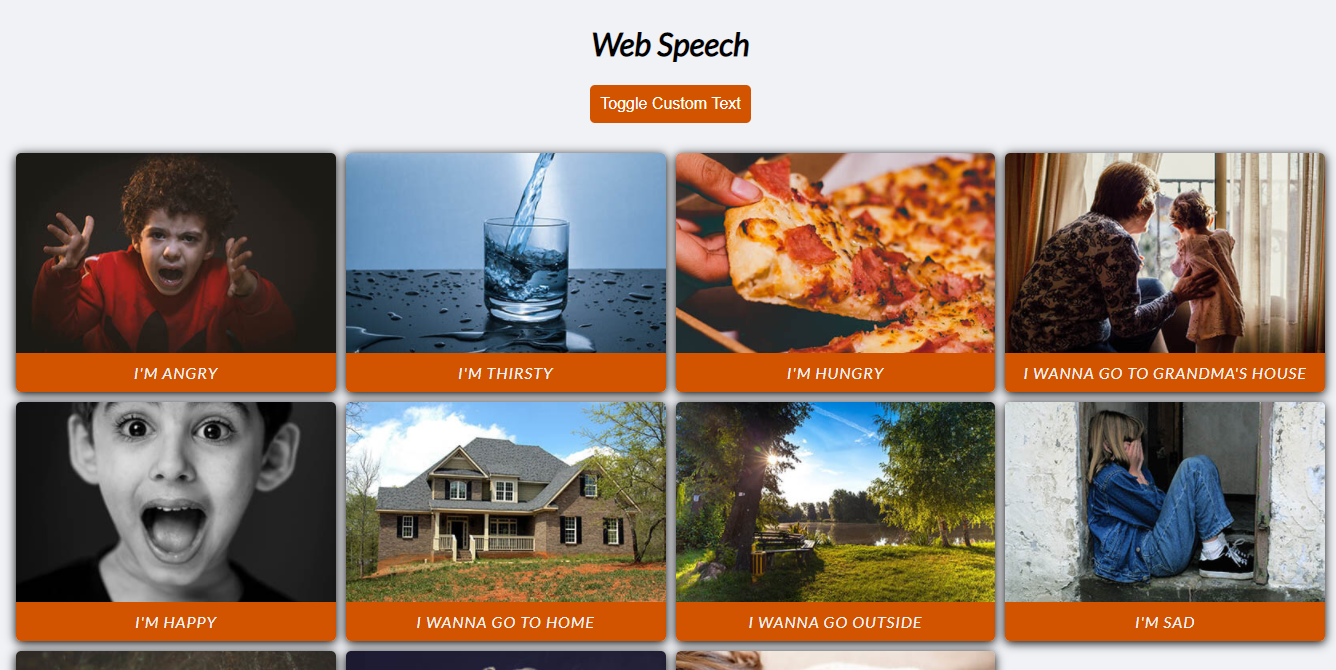 Web Speech
Toggle Custom Text
I'M ANGRY
I'M THIRSTY
I'M HUNGRY
I WANNA GO TO GRANDMA'S HOUSE
I'M HAPPY
I WANNA GO TO HOME
I WANNA GO OUTSIDE
I'M SAD